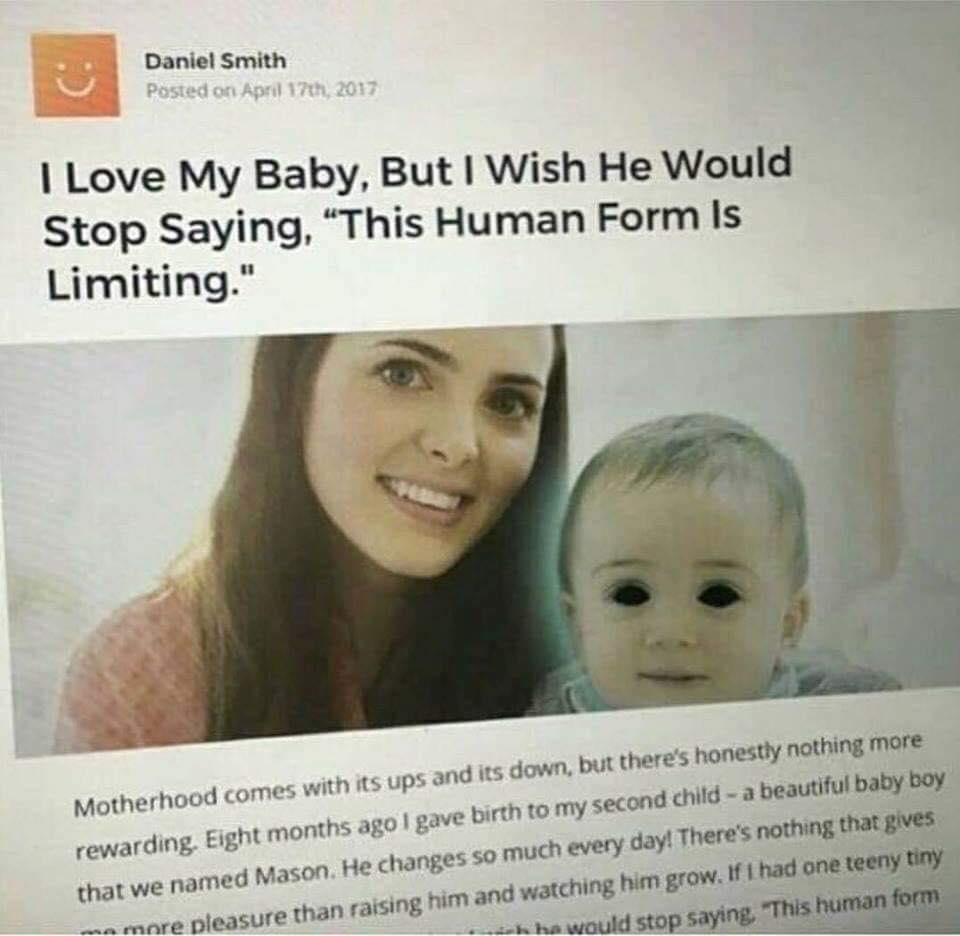 Daniel Smith
Posted on April 17th, 2017
I Love My Baby, But I Wish He Would
Stop Saying, “This Human Form Is
Limiting."
Motherhood comes with its ups and its down, but there's honestly nothing more
rewarding. Eight months ago I gave birth to my second child – a beautiful baby boy
that we named Mason. He changes so much every day! There's nothing that gives
more pleasure than raising him and watching him grow. If I had one teeny tiny
he would stop saying, "This human form